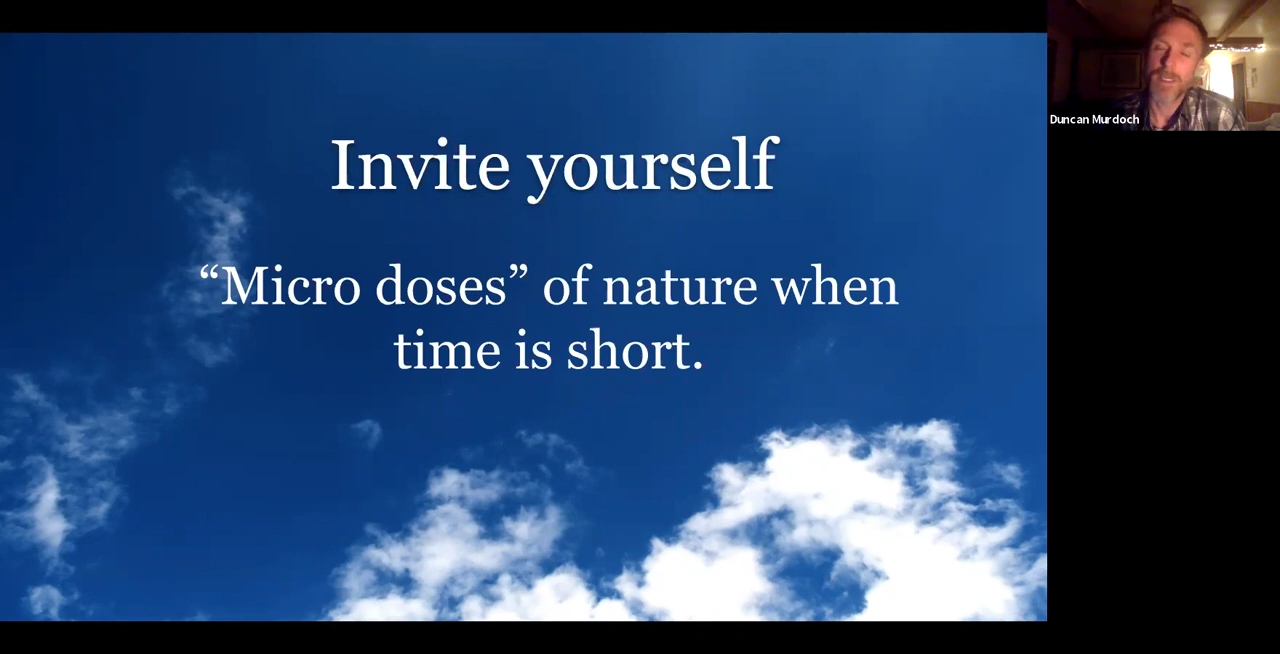 Invite yourself
“Micro doses” of nature when
time is short.
Duncan Murdoch